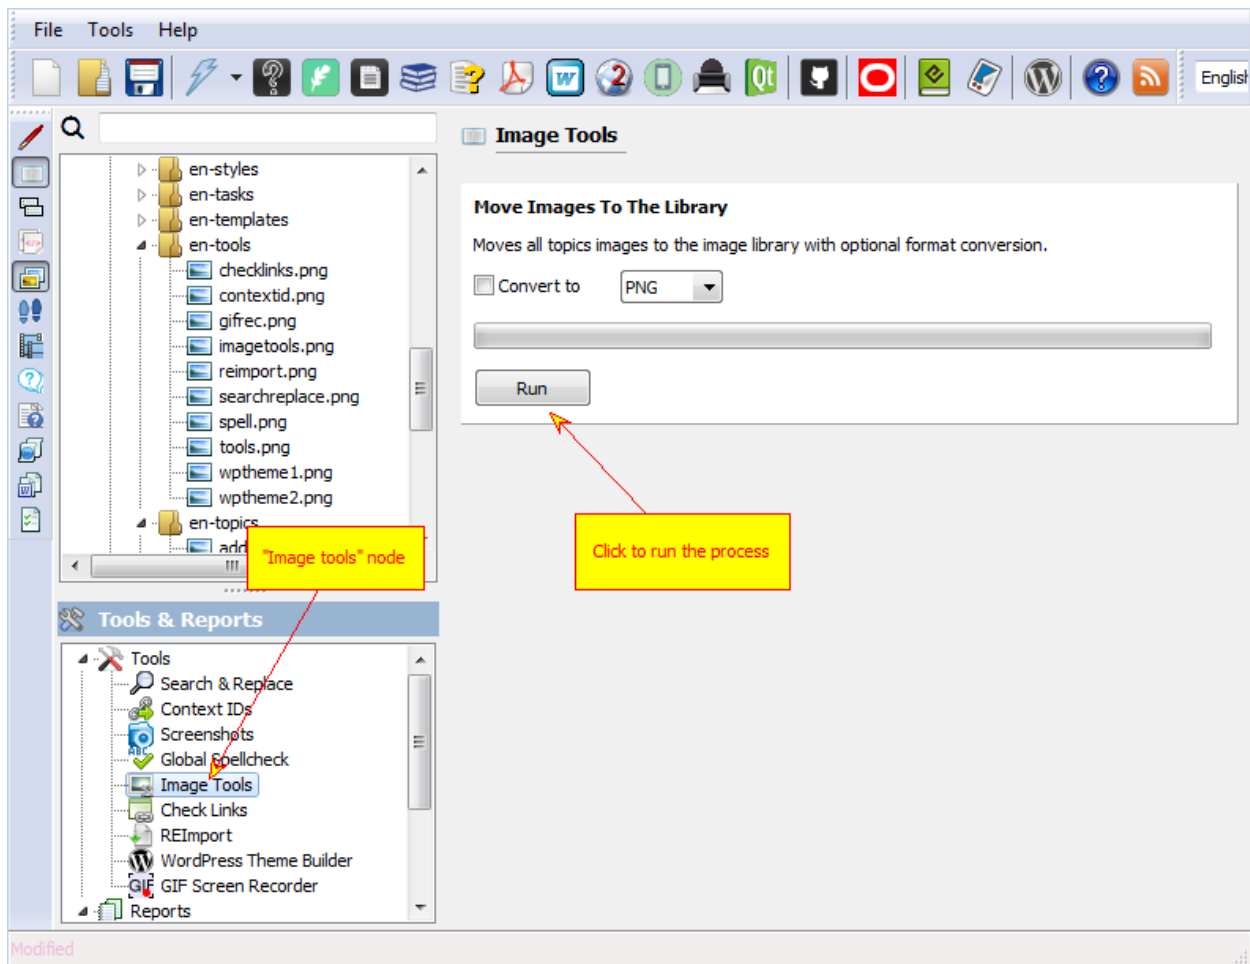 File Tools Help
English
Image Tools
Move Images To The Library
Moves all topics images to the image library with optional format conversion.
Convert to PNG
Run
Click to run the process
en-styles
en-tasks
en-templates
en-tools
checklinks.png
contextid.png
gifrec.png
imagetools.png
reimport.png
searchreplace.png
spell.png
tools.png
wptheme1.png
wptheme2.png
en-topics
add
"Image tools" node
Tools & Reports
Tools
Search & Replace
Context IDs
Screenshots
Global Spellcheck
Image Tools
Check Links
REImport
WordPress Theme Builder
GIF Screen Recorder
Reports
Modified